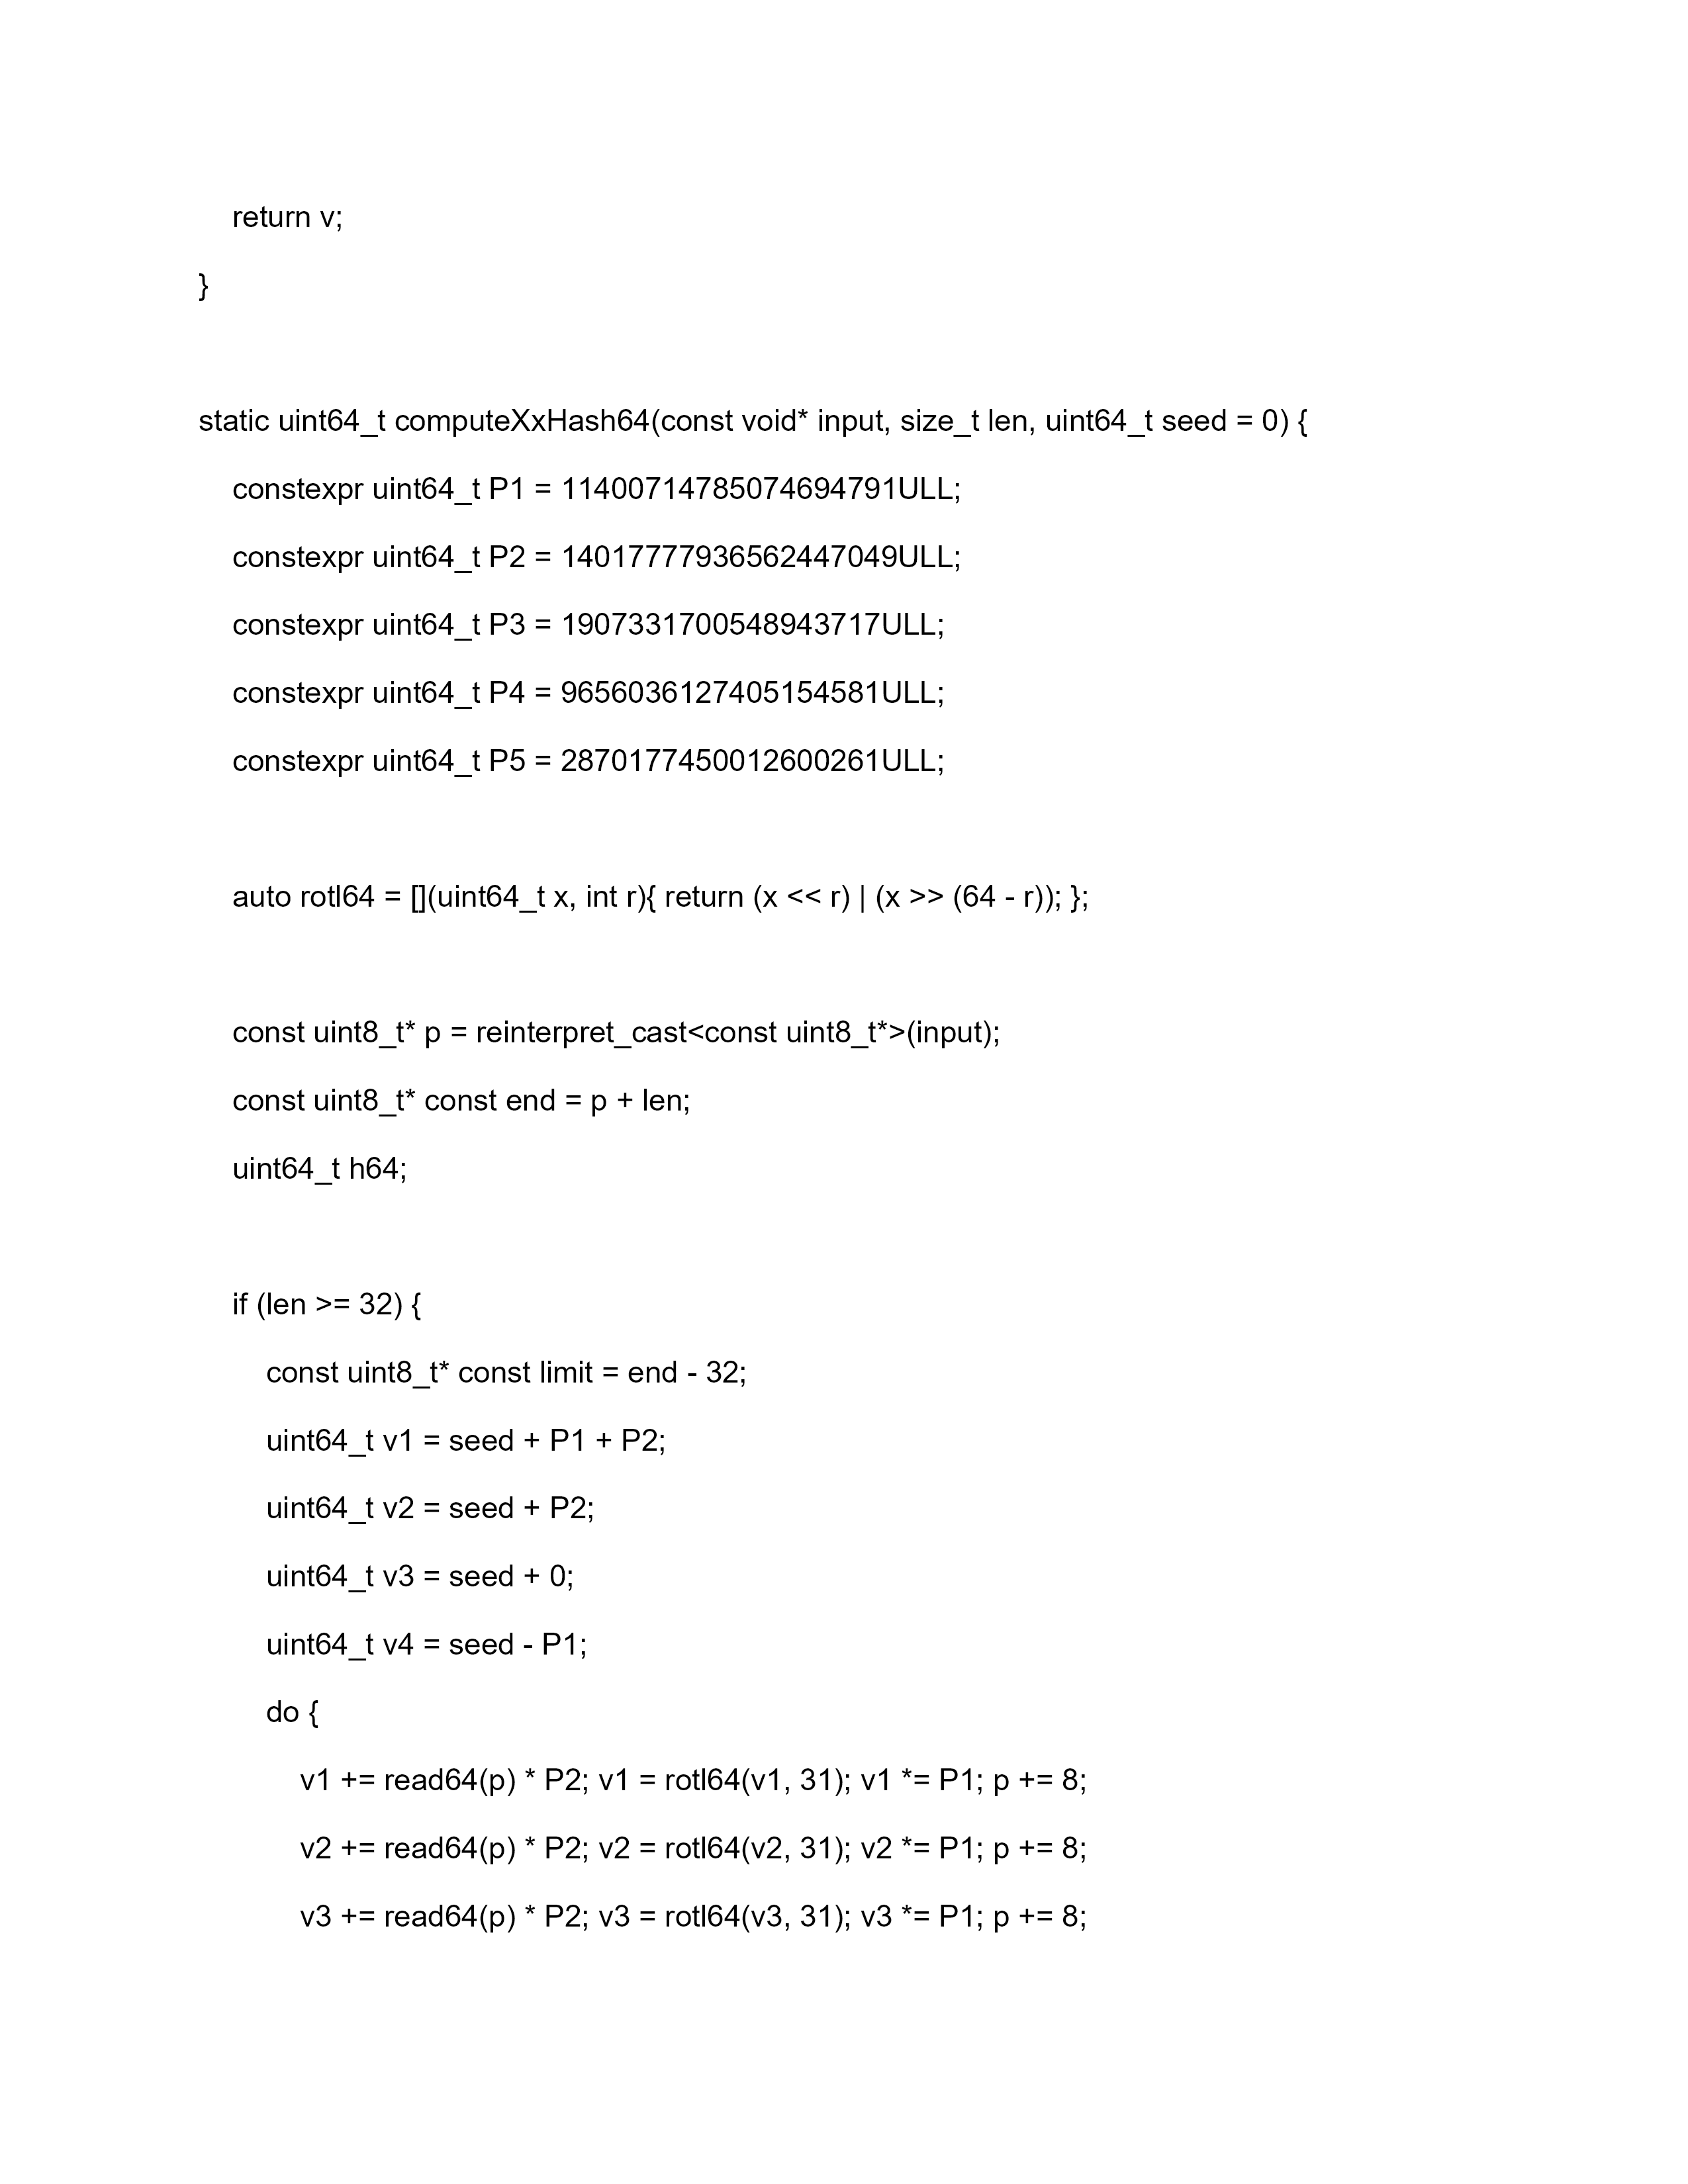 return v;
}
static uint64_t computeXxHash64(const void* input, size_t len, uint64_t seed = 0) {
constexpr uint64_t P1 = 11400714785074694791ULL;
constexpr uint64_t P2 = 14017777936562447049ULL;
constexpr uint64_t P3 = 1907331700548943717ULL;
constexpr uint64_t P4 = 9656036127405154581ULL;
constexpr uint64_t P5 = 2870177450012600261ULL;
auto rotl64 = [](uint64_t x, int r){ return (x << r) | (x >> (64 - r)); };
const uint8_t* p = reinterpret_cast<const uint8_t*>(input);
const uint8_t* const end = p + len;
uint64_t h64;
if (len >= 32) {
const uint8_t* const limit = end - 32;
uint64_t v1 = seed + P1 + P2;
uint64_t v2 = seed + P2;
uint64_t v3 = seed + 0;
uint64_t v4 = seed - P1;
do {
v1 += read64(p) * P2; v1 = rotl64(v1, 31); v1 *= P1; p += 8;
v2 += read64(p) * P2; v2 = rotl64(v2, 31); v2 *= P1; p += 8;
v3 += read64(p) * P2; v3 = rotl64(v3, 31); v3 *= P1; p += 8;